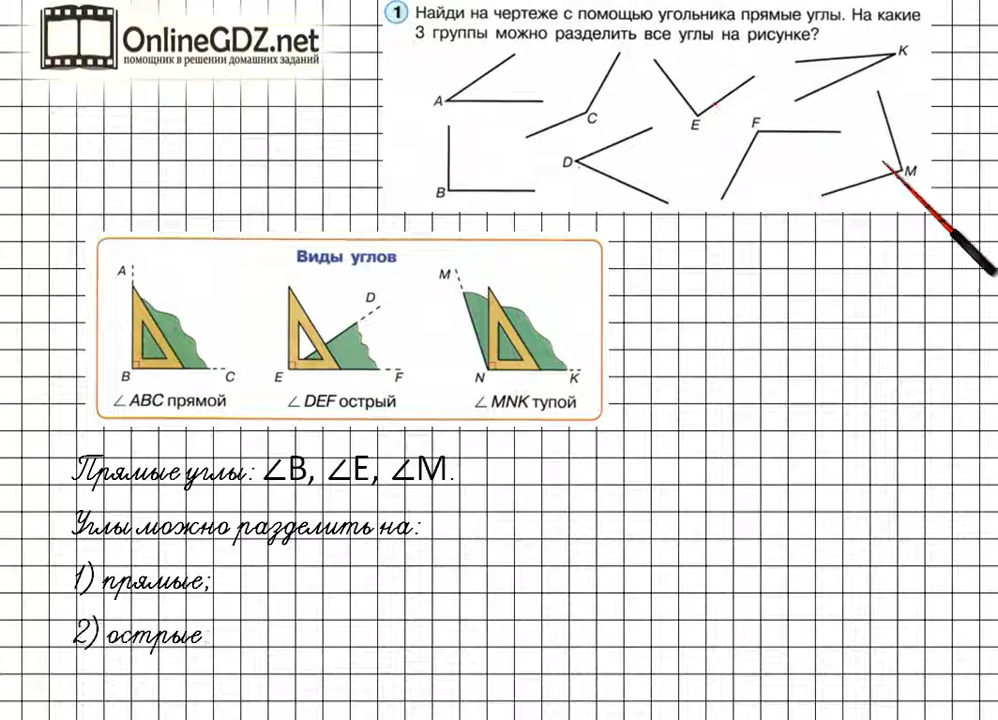 OnlineGDZ.net
помощник в решении домашних заданий
1 Найди на чертеже с помощью угольника прямые углы. На какие
3 группы можно разделить все углы на рисунке?
A
C
E
K
B
D
F
M
Виды углов
A
B
C
D
E
F
M
N
K
∠ ABC прямой
∠ DEF острый
∠ MNK тупой
Прямые углы: ∠B, ∠E, ∠M.
Углы можно разделить на:
1) прямые;
2) острые